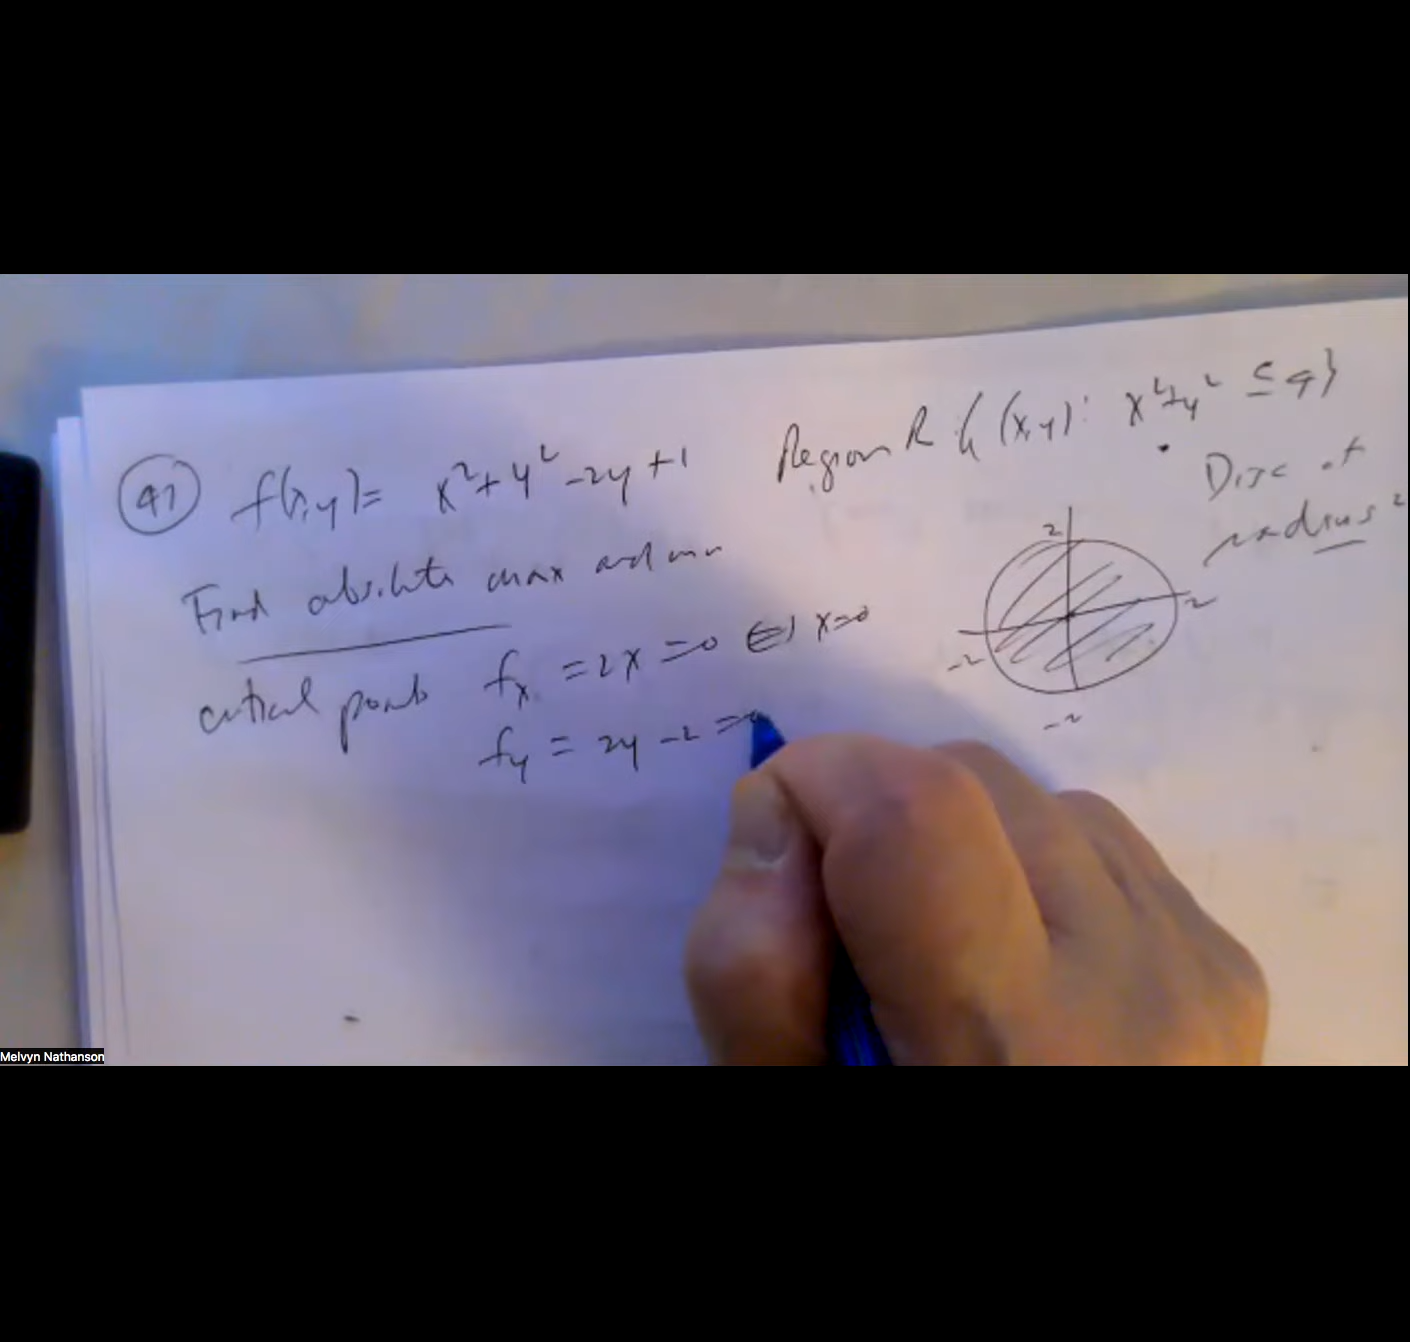 47 f(x,y) = x² + y² - 2y + 1 Region R { (x,y): x² + y² ≤ 4 }
Find absolute max and min
Disc of
radius 2
2
-2 2
-2
critical points fx = 2x = 0 ⇔ x=0
fy = 2y - 2 = 0
Melvyn Nathanson